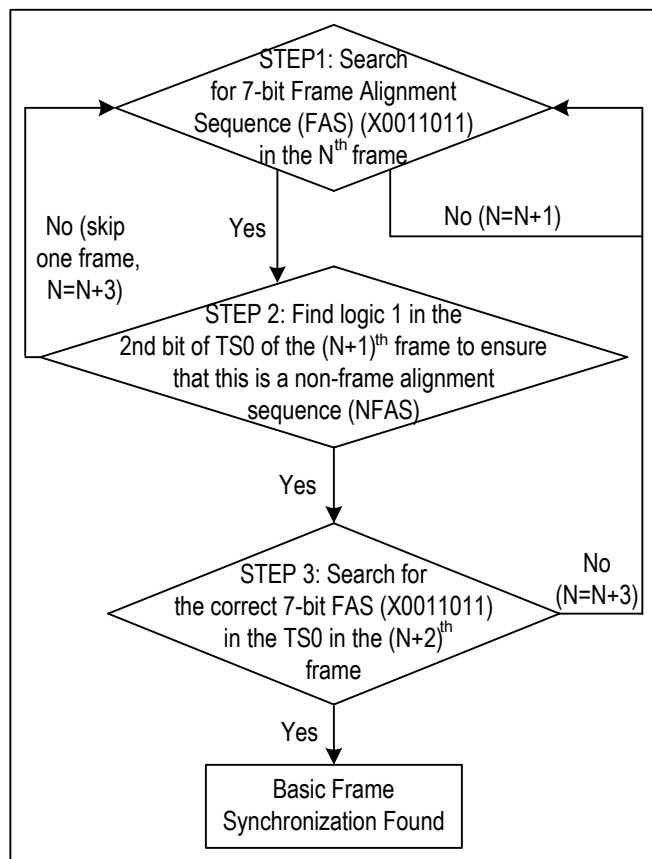 STEP1: Search
for 7-bit Frame Alignment
Sequence (FAS) (X0011011)
in the Nth frame
No (N=N+1)
Yes
No (skip
one frame,
N=N+3)
STEP 2: Find logic 1 in the
2nd bit of TS0 of the (N+1)th frame to ensure
that this is a non-frame alignment
sequence (NFAS)
Yes
STEP 3: Search for
the correct 7-bit FAS (X0011011)
in the TS0 in the (N+2)th
frame
No
(N=N+3)
Yes
Basic Frame
Synchronization Found